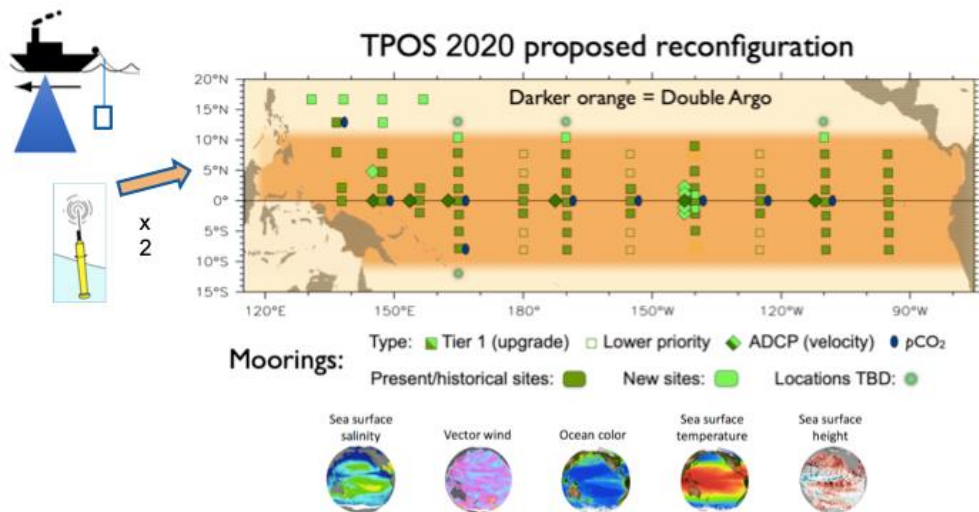 TPOS 2020 proposed reconfiguration
20°N
15°N
10°N
5°N
0°
5°S
10°S
15°S
Darker orange = Double Argo
120°E
150°E
180°
150°W
120°W
90°W
x
2
Moorings:
Type: Tier 1 (upgrade) Lower priority ADCP (velocity) pCO₂
Present/historical sites: New sites: Locations TBD:
Sea surface
salinity
Vector wind
Ocean color
Sea surface
temperature
Sea surface
height